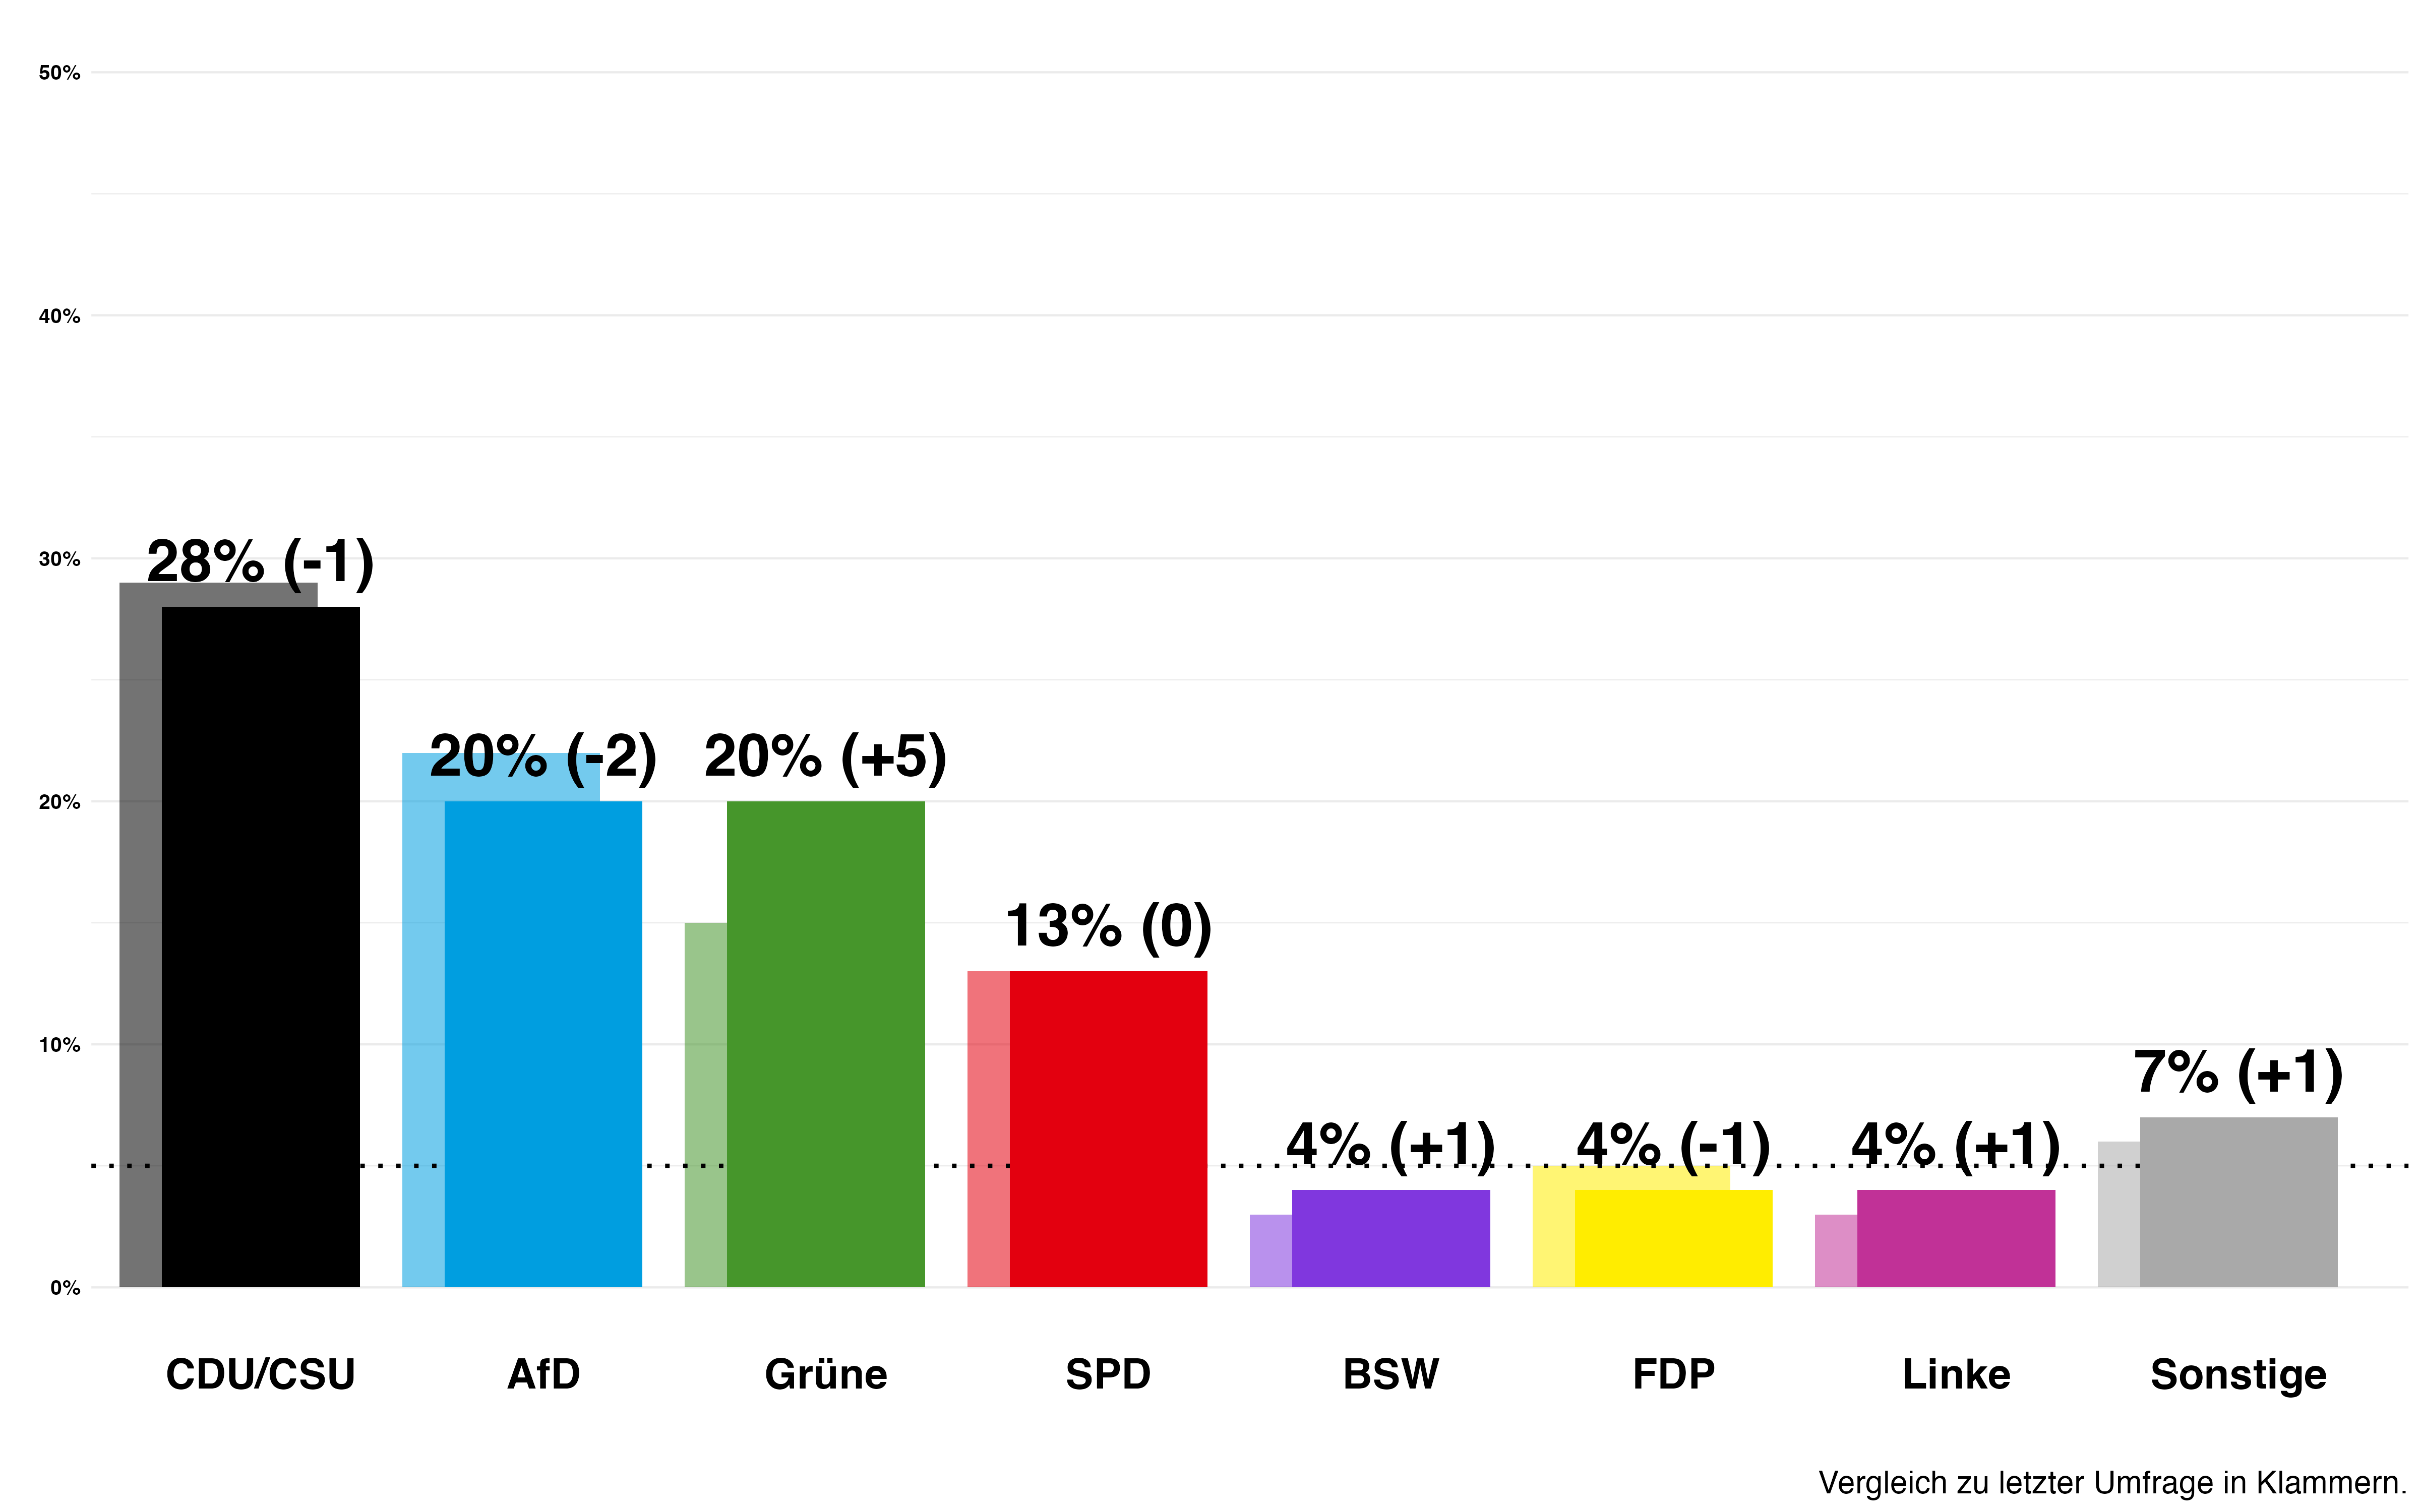 50%
40%
30%
20%
10%
0%
28% (-1)
20% (-2)
20% (+5)
13% (0)
4% (+1)
4% (-1)
4% (+1)
7% (+1)
CDU/CSU
AfD
Grüne
SPD
BSW
FDP
Linke
Sonstige
Vergleich zu letzter Umfrage in Klammern.